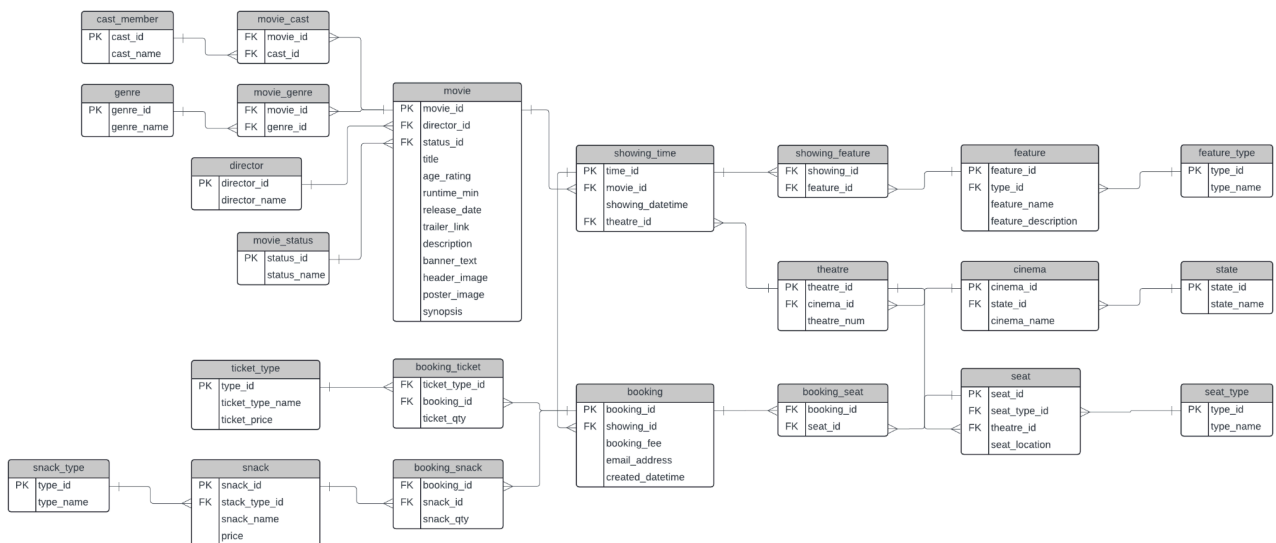 cast_member
PK cast_id
cast_name
movie_cast
FK movie_id
FK cast_id
genre
PK genre_id
genre_name
movie_genre
FK movie_id
FK genre_id
director
PK director_id
director_name
movie_status
PK status_id
status_name
movie
PK movie_id
FK director_id
FK status_id
title
age_rating
runtime_min
release_date
trailer_link
description
banner_text
header_image
poster_image
synopsis
showing_time
PK time_id
FK movie_id
showing_datetime
FK theatre_id
showing_feature
FK showing_id
FK feature_id
feature
PK feature_id
FK type_id
feature_name
feature_description
feature_type
PK type_id
type_name
theatre
PK theatre_id
FK cinema_id
theatre_num
cinema
PK cinema_id
FK state_id
cinema_name
state
PK state_id
state_name
ticket_type
PK type_id
ticket_type_name
ticket_price
booking_ticket
FK ticket_type_id
FK booking_id
ticket_qty
booking
PK booking_id
FK showing_id
booking_fee
email_address
created_datetime
booking_seat
FK booking_id
FK seat_id
seat
PK seat_id
FK seat_type_id
FK theatre_id
seat_location
seat_type
PK type_id
type_name
snack_type
PK type_id
type_name
snack
PK snack_id
FK stack_type_id
snack_name
price
booking_snack
FK booking_id
FK snack_id
snack_qty